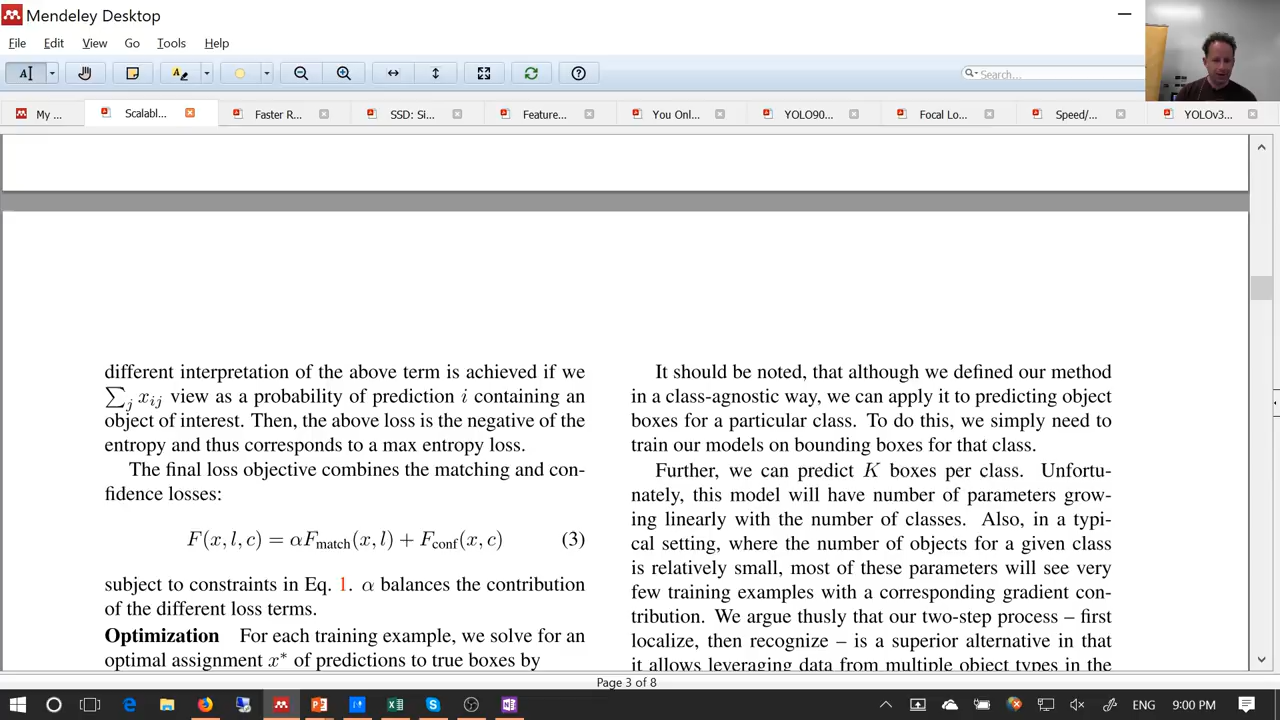 Mendeley Desktop
File Edit View Go Tools Help
Search...
My ...
Scalabl...
Faster R...
SSD: Si...
Feature...
You Onl...
YOLO90...
Focal Lo...
Speed/...
YOLOv3...
different interpretation of the above term is achieved if we
∑j xij view as a probability of prediction i containing an
object of interest. Then, the above loss is the negative of the
entropy and thus corresponds to a max entropy loss.
The final loss objective combines the matching and con-
fidence losses:
F(x, l, c) = αFmatch(x, l) + Fconf(x, c) (3)
subject to constraints in Eq. 1. α balances the contribution
of the different loss terms.
Optimization For each training example, we solve for an
optimal assignment x* of predictions to true boxes by
It should be noted, that although we defined our method
in a class-agnostic way, we can apply it to predicting object
boxes for a particular class. To do this, we simply need to
train our models on bounding boxes for that class.
Further, we can predict K boxes per class. Unfortu-
nately, this model will have number of parameters grow-
ing linearly with the number of classes. Also, in a typi-
cal setting, where the number of objects for a given class
is relatively small, most of these parameters will see very
few training examples with a corresponding gradient con-
tribution. We argue thusly that our two-step process – first
localize, then recognize – is a superior alternative in that
it allows leveraging data from multiple object types in the
Page 3 of 8
ENG 9:00 PM